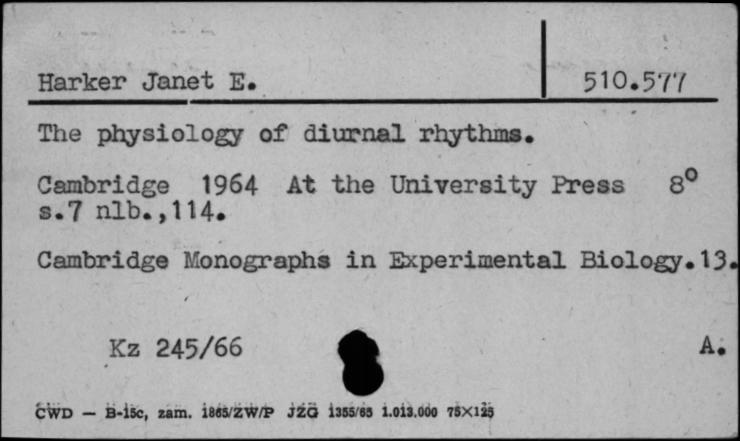 Harker Janet E. 510.577
The physiology of diurnal rhythms.
Cambridge 1964 At the University Press 8°
s.7 nlb.,114.
Cambridge Monographs in Experimental Biology.13.
Kz 245/66 A.
CWD — B-15c, zam. 1865/ZW/P JZG 1355/65 1.013.000 75×125